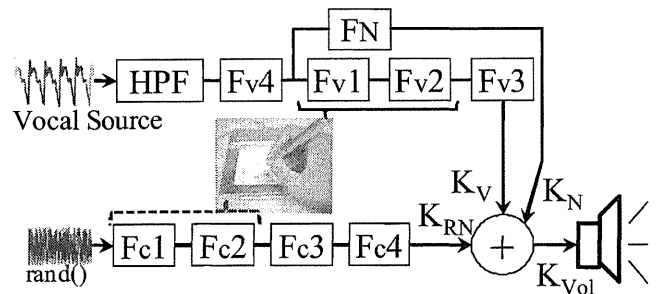 FN
HPF
Fv4
Fv1
Fv2
Fv3
Vocal Source
KV
KN
KRN
Fc1
Fc2
Fc3
Fc4
+
rand()
KVol